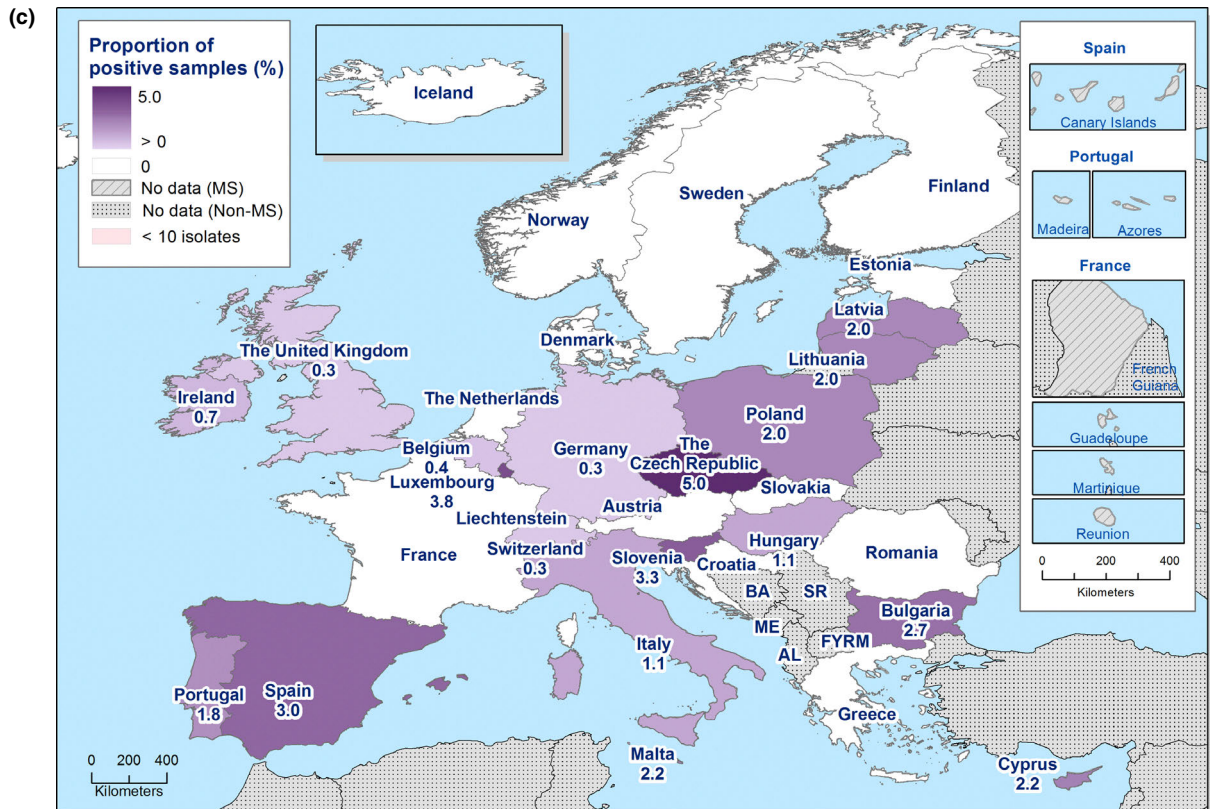 (c)
Proportion of
positive samples (%)
5.0
> 0
0
No data (MS)
No data (Non-MS)
< 10 isolates
Iceland
Norway
Sweden
Finland
Estonia
Latvia
2.0
Lithuania
2.0
Denmark
The United Kingdom
0.3
Ireland
0.7
The Netherlands
Belgium
0.4
Luxembourg
3.8
Germany
0.3
Poland
2.0
The
Czech Republic
5.0
Slovakia
Austria
Liechtenstein
Switzerland
0.3
France
Slovenia
3.3
Croatia
Hungary
1.1
Romania
BA
SR
ME
AL
FYRM
Bulgaria
2.7
Italy
1.1
Portugal
1.8
Spain
3.0
Greece
Malta
2.2
Cyprus
2.2
0 200 400
Kilometers
Spain
Canary Islands
Portugal
Madeira
Azores
France
French
Guiana
Guadeloupe
Martinique
Reunion
0 200 400
Kilometers